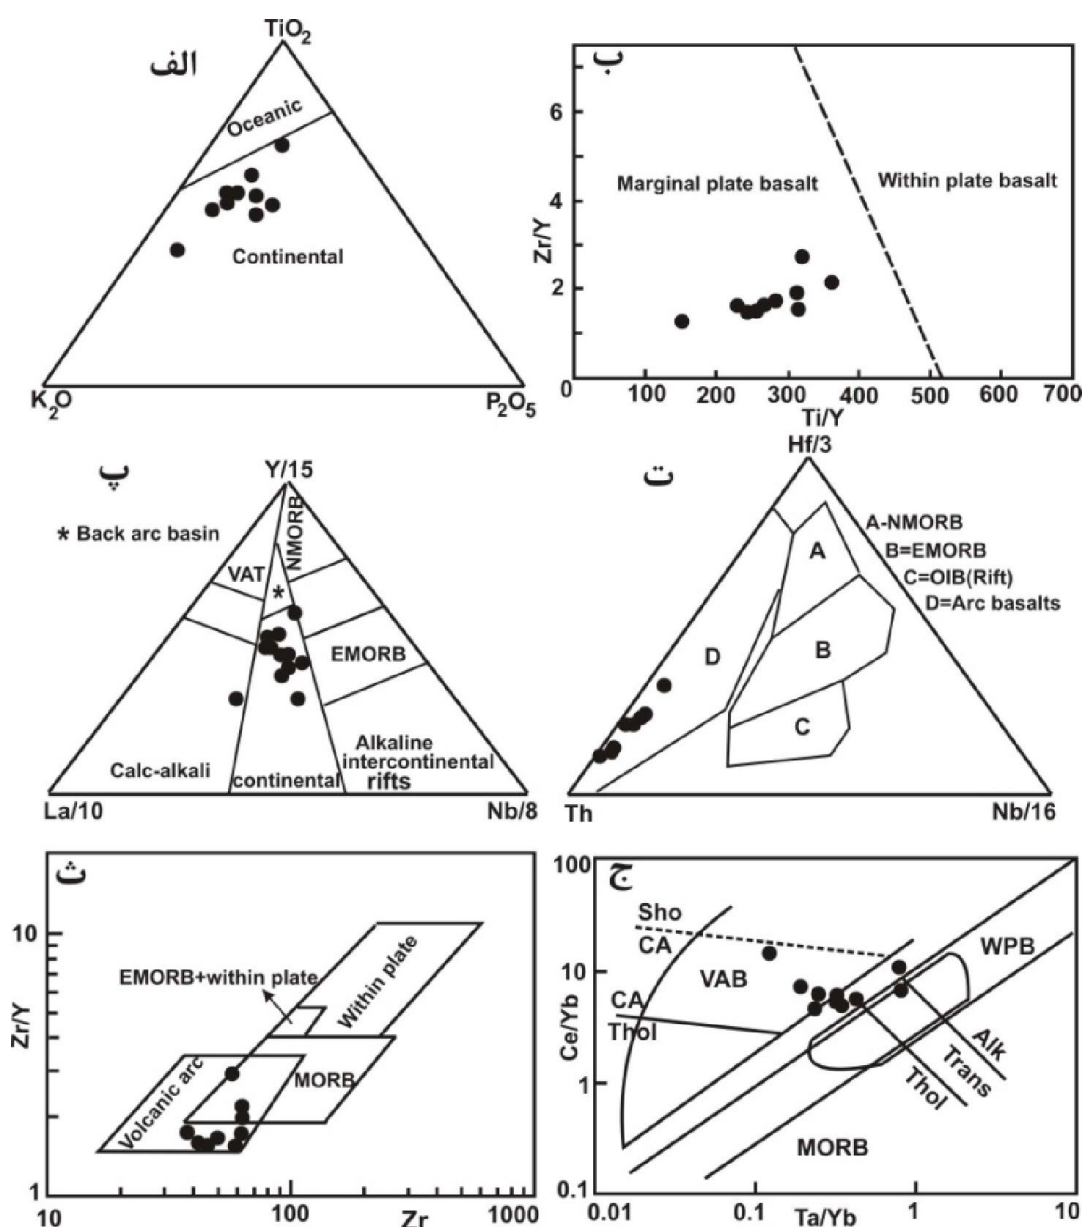 الف
TiO2
Oceanic
Continental
K2O
P2O5
ب
Zr/Y
6
4
2
0
Marginal plate basalt
Within plate basalt
100
200
300
400
500
600
700
Ti/Y
پ
Y/15
* Back arc basin
NMORB
VAT
*
EMORB
Calc-alkali
continental
Alkaline
intercontinental
rifts
La/10
Nb/8
ت
Hf/3
A-NMORB
B=EMORB
C=OIB(Rift)
D=Arc basalts
A
B
C
D
Th
Nb/16
ث
Zr/Y
10
1
EMORB+within plate
Within plate
MORB
Volcanic arc
10
100
1000
Zr
ج
Ce/Yb
100
10
1
0.1
Sho
CA
VAB
CA
Thol
WPB
Alk
Trans
Thol
MORB
0.01
0.1
1
10
Ta/Yb